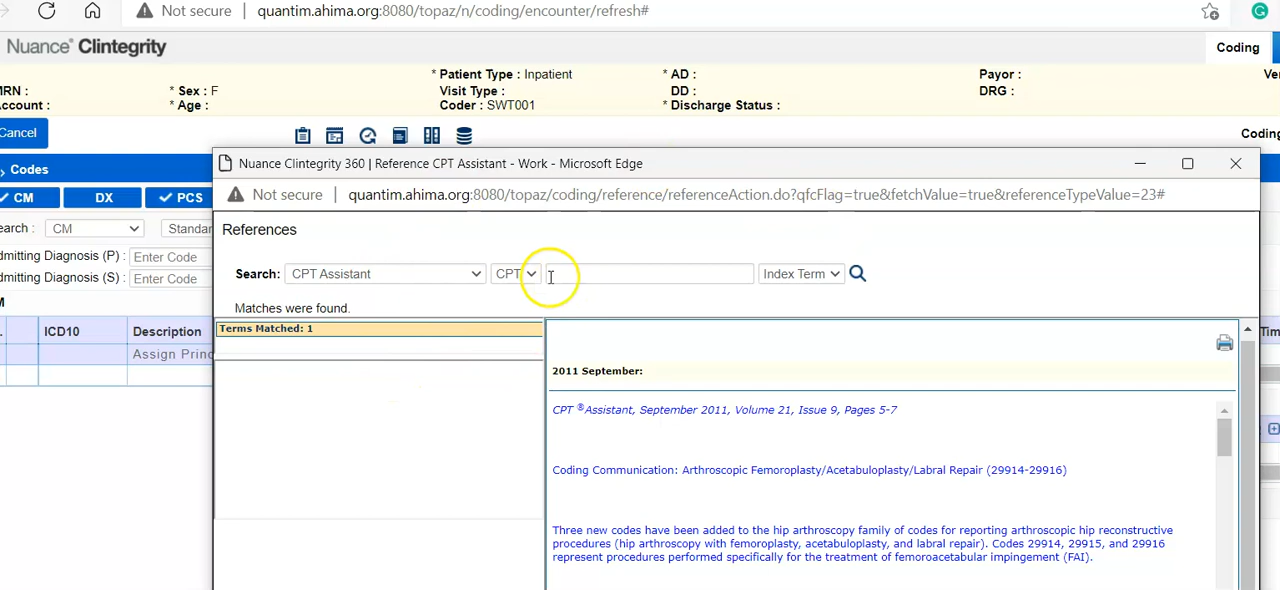 Not secure quantim.ahima.org:8080/topaz/n/coding/encounter/refresh#
Nuance® Clintegrity
Coding
* Patient Type : Inpatient * AD : Payor : Ver
MRN : * Sex : F Visit Type : DD : DRG :
Account : * Age : Coder : SWT001 * Discharge Status :
Cancel
Coding
Codes
CM DX PCS
earch : CM Standar
dmitting Diagnosis (P) Enter Code
dmitting Diagnosis (S) Enter Code
M
ICD10 Description
Assign Princ
Tim
Nuance Clintegrity 360 | Reference CPT Assistant - Work - Microsoft Edge
Not secure quantim.ahima.org:8080/topaz/coding/reference/referenceAction.do?qfcFlag=true&fetchValue=true&referenceTypeValue=23#
References
Search: CPT Assistant CPT Index Term
Matches were found.
Terms Matched: 1
2011 September:
CPT ®Assistant, September 2011, Volume 21, Issue 9, Pages 5-7
Coding Communication: Arthroscopic Femoroplasty/Acetabuloplasty/Labral Repair (29914-29916)
Three new codes have been added to the hip arthroscopy family of codes for reporting arthroscopic hip reconstructive
procedures (hip arthroscopy with femoroplasty, acetabuloplasty, and labral repair). Codes 29914, 29915, and 29916
represent procedures performed specifically for the treatment of femoroacetabular impingement (FAI).